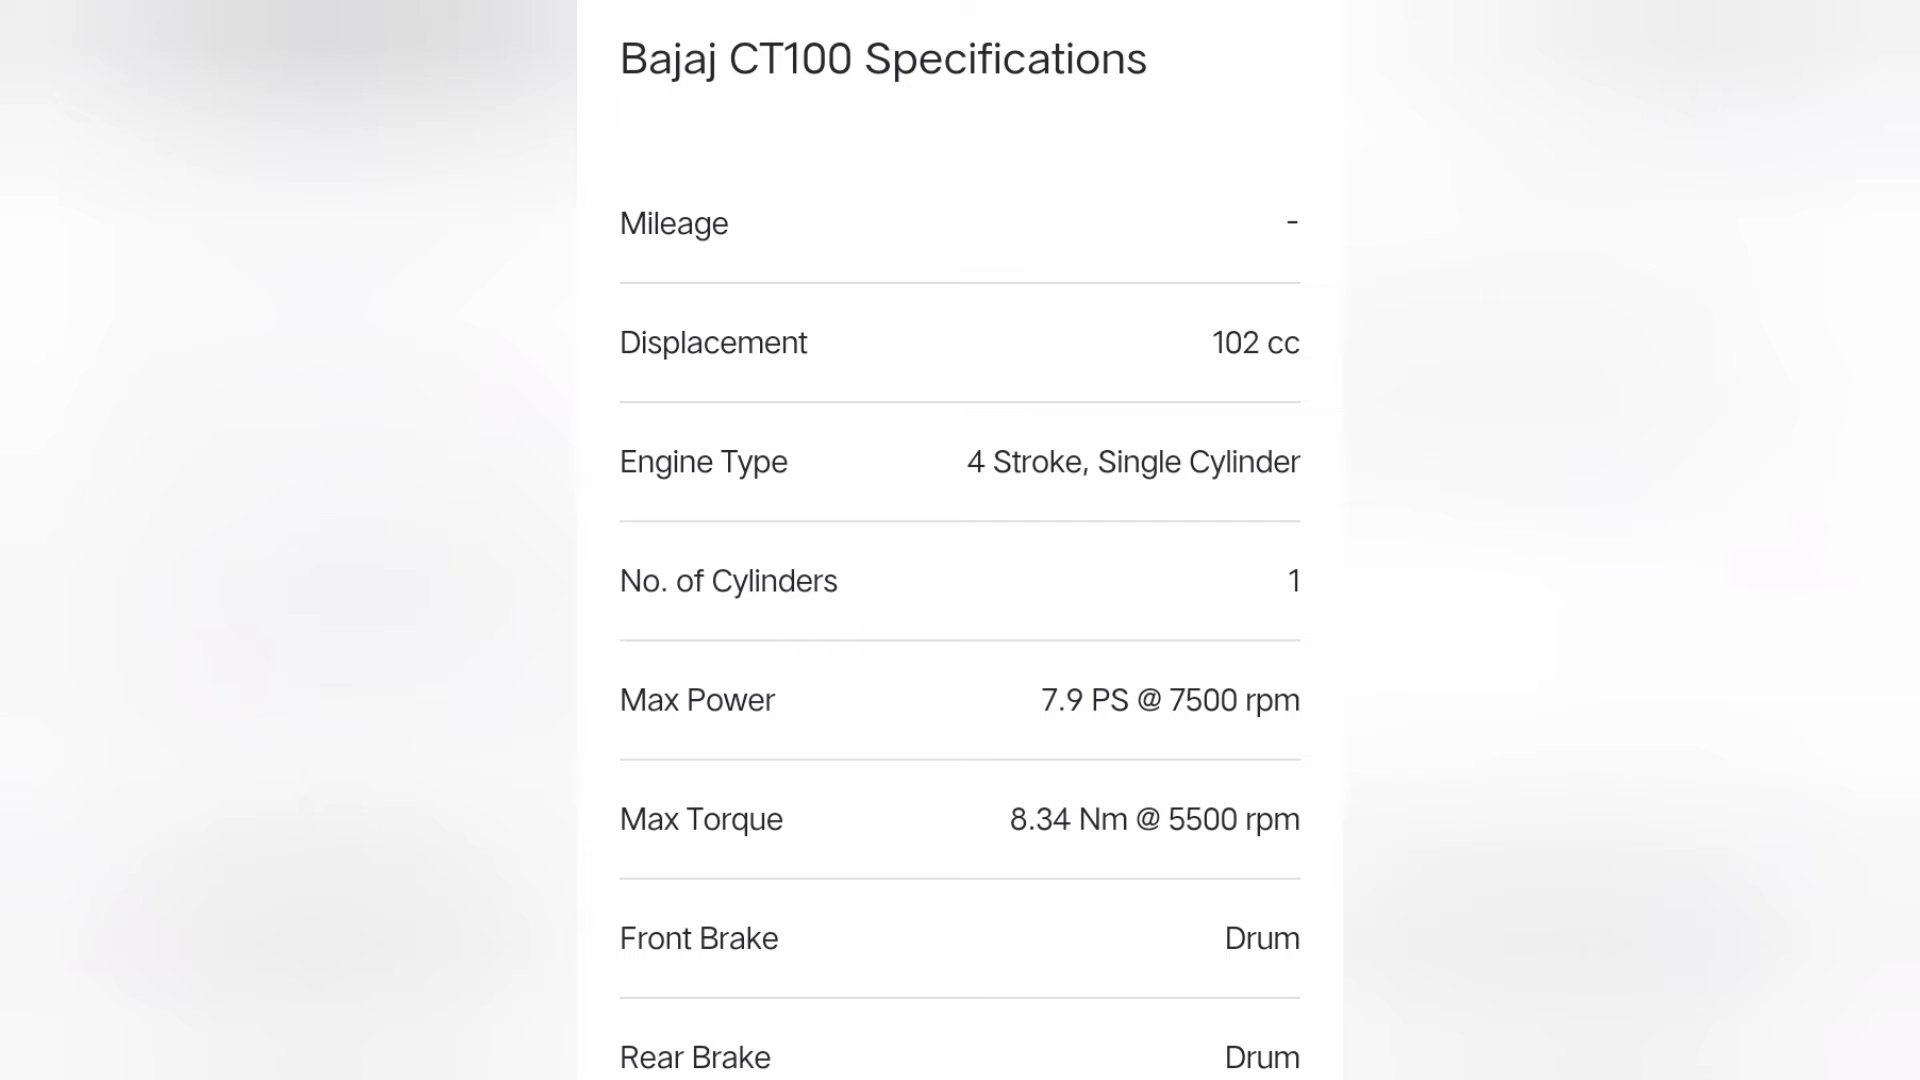 Bajaj CT100 Specifications
Mileage -
Displacement 102 cc
Engine Type 4 Stroke, Single Cylinder
No. of Cylinders 1
Max Power 7.9 PS @ 7500 rpm
Max Torque 8.34 Nm @ 5500 rpm
Front Brake Drum
Rear Brake Drum